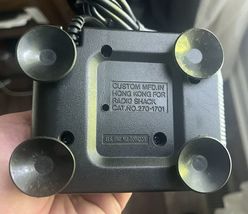 CUSTOM MFD.IN
HONG KONG FOR
RADIO SHACK
CAT.NO.270-1701